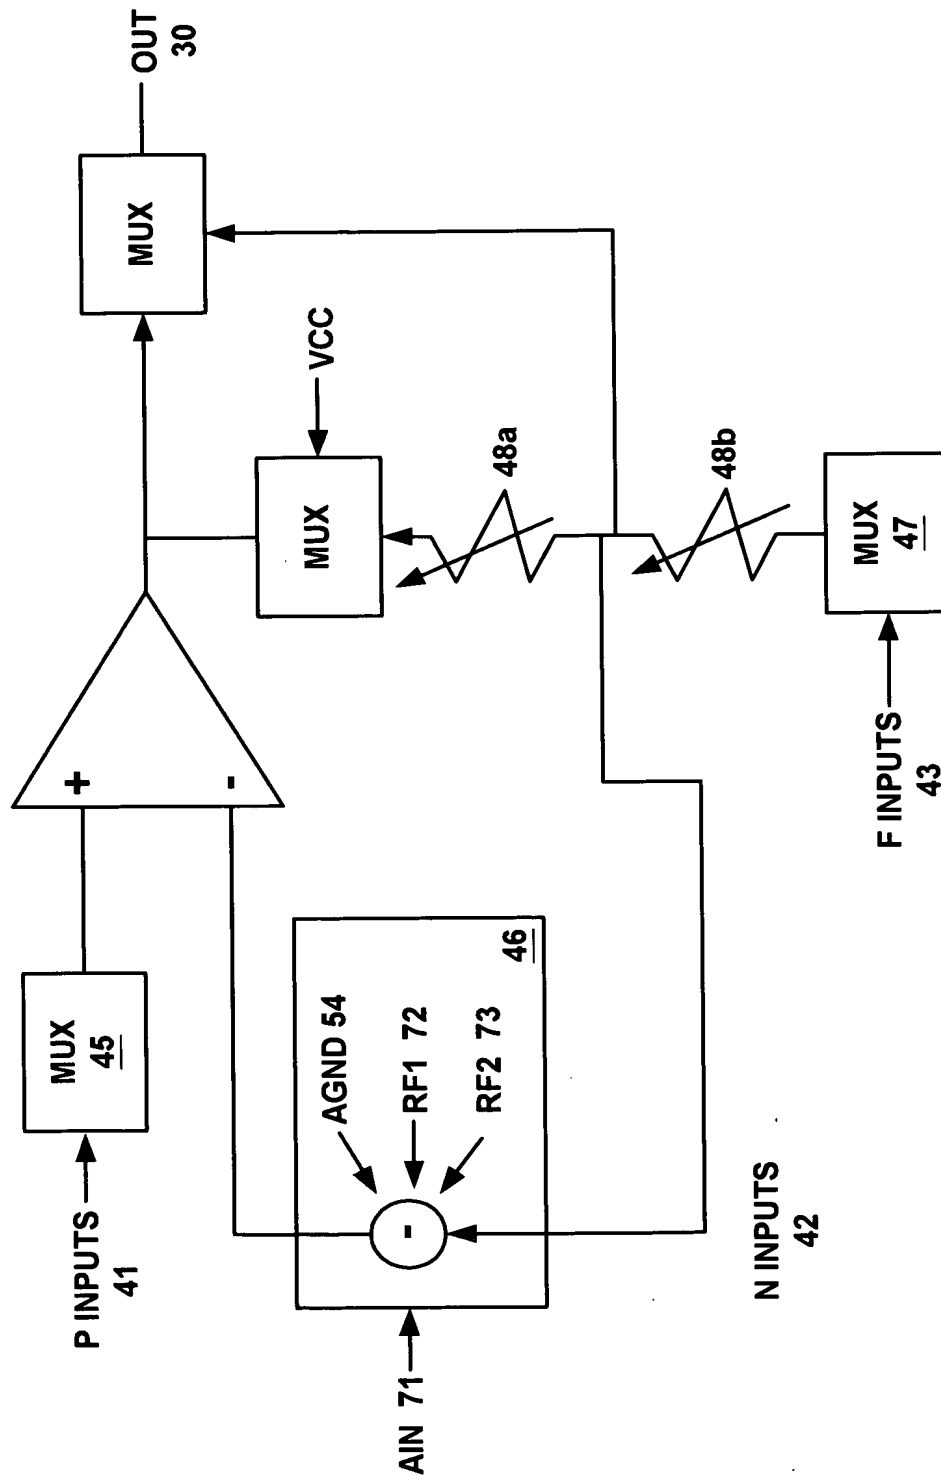 P INPUTS
41
MUX
45
+
-
MUX
OUT
30
VCC
MUX
48a
48b
AIN 71
AGND 54
RF1 72
RF2 73
-
46
N INPUTS
42
F INPUTS
43
MUX
47